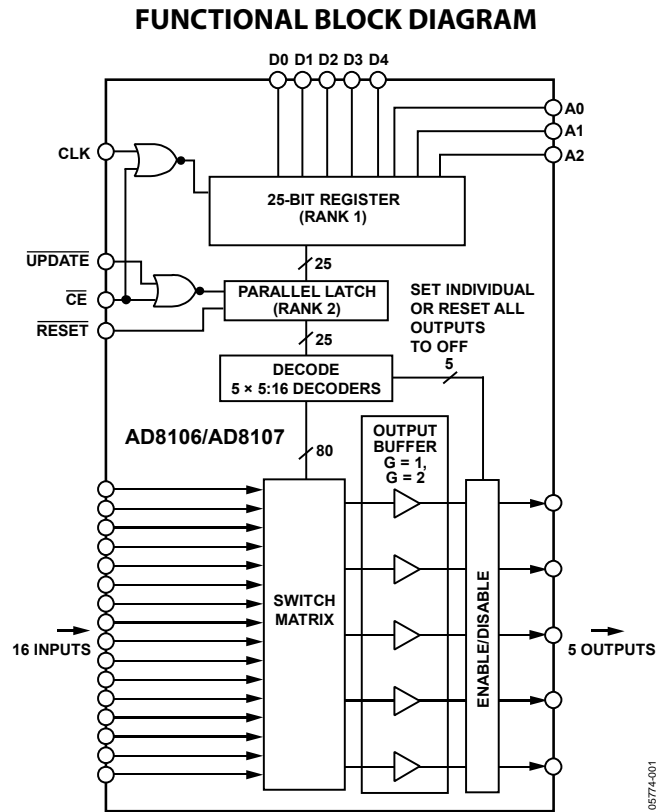 FUNCTIONAL BLOCK DIAGRAM
D0 D1 D2 D3 D4
A0
A1
A2
CLK
25-BIT REGISTER
(RANK 1)
UPDATE
CE
RESET
25
PARALLEL LATCH
(RANK 2)
25
DECODE
5 × 5:16 DECODERS
SET INDIVIDUAL
OR RESET ALL
OUTPUTS
TO OFF
5
AD8106/AD8107
80
OUTPUT
BUFFER
G = 1,
G = 2
SWITCH
MATRIX
ENABLE/DISABLE
16 INPUTS
5 OUTPUTS
05774-001